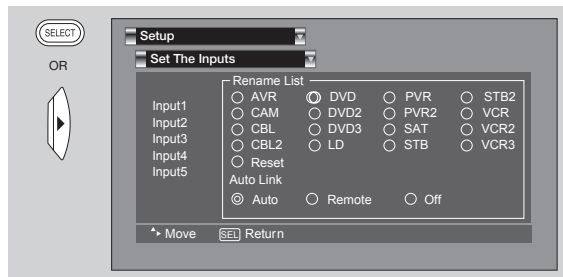 SELECT
OR
Setup
Set The Inputs
Input1
Input2
Input3
Input4
Input5
Rename List
AVR DVD PVR STB2
CAM DVD2 PVR2 VCR
CBL DVD3 SAT VCR2
CBL2 LD STB VCR3
Reset
Auto Link
Auto Remote Off
Move SEL Return